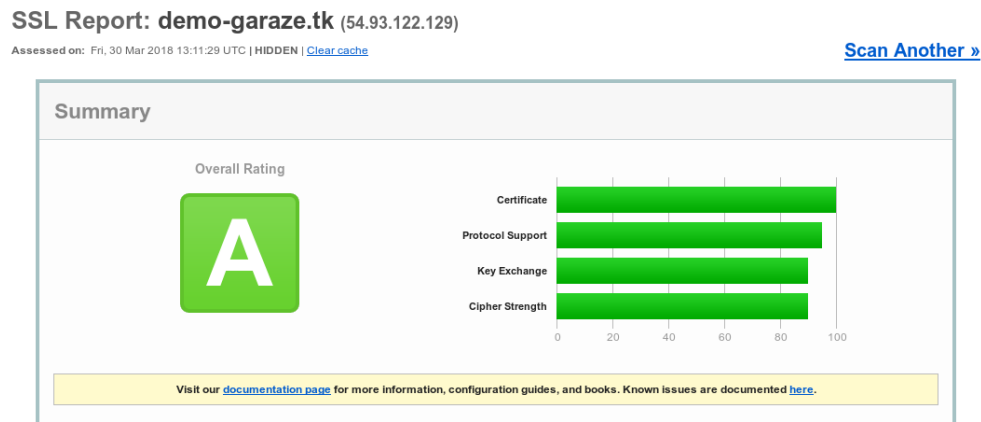 SSL Report: demo-garaze.tk (54.93.122.129)
Assessed on: Fri, 30 Mar 2018 13:11:29 UTC | HIDDEN | Clear cache
Scan Another »
Summary
Overall Rating
A
Certificate
Protocol Support
Key Exchange
Cipher Strength
0 20 40 60 80 100
Visit our documentation page for more information, configuration guides, and books. Known issues are documented here.